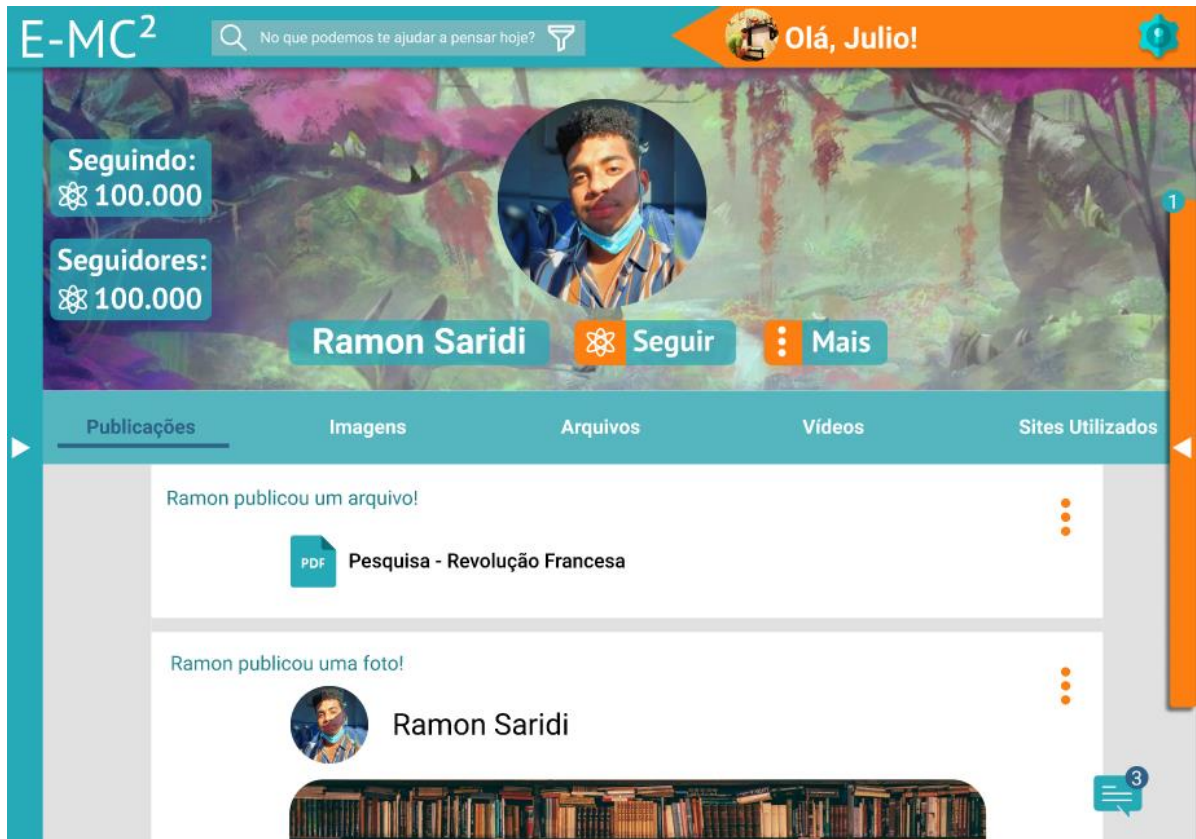 E-MC²
No que podemos te ajudar a pensar hoje?
Olá, Julio!
Seguindo:
100.000
Seguidores:
100.000
1
Ramon Saridi
Seguir
Mais
Publicações
Imagens
Arquivos
Vídeos
Sites Utilizados
Ramon publicou um arquivo!
PDF
Pesquisa - Revolução Francesa
Ramon publicou uma foto!
Ramon Saridi
3